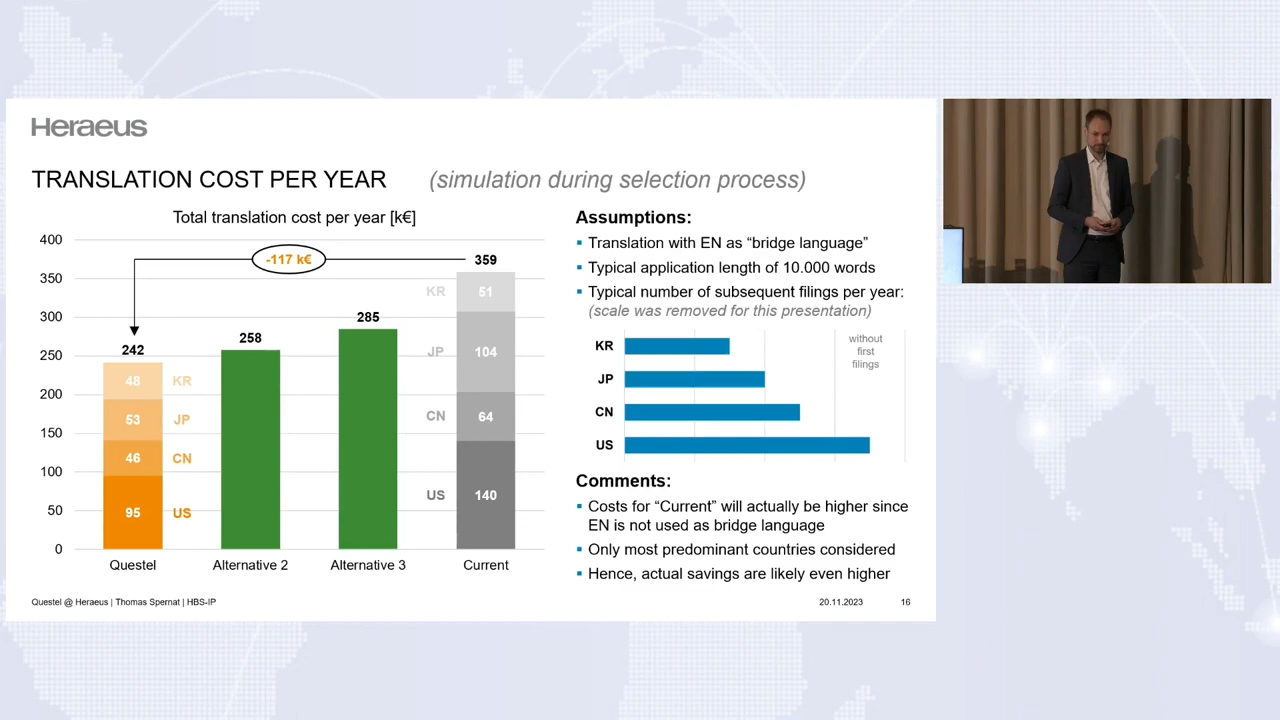 Heraeus
TRANSLATION COST PER YEAR (simulation during selection process)
Total translation cost per year [k€]
400
350
300
250
200
150
100
50
0
-117 k€
242
48 KR
53 JP
46 CN
95 US
258
285
359
KR 51
JP 104
CN 64
US 140
Questel
Alternative 2
Alternative 3
Current
Assumptions:
▪ Translation with EN as “bridge language”
▪ Typical application length of 10.000 words
▪ Typical number of subsequent filings per year:
(scale was removed for this presentation)
KR
JP
CN
US
without
first
filings
Comments:
▪ Costs for “Current” will actually be higher since
EN is not used as bridge language
▪ Only most predominant countries considered
▪ Hence, actual savings are likely even higher
Questel @ Heraeus | Thomas Spernat | HBS-IP
20.11.2023
16